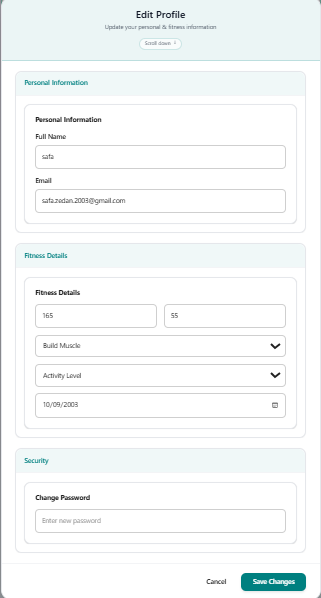 Edit Profile
Update your personal & fitness information
Scroll down ↓
Personal Information
Personal Information
Full Name
safa
Email
safa.zedan.2003@gmail.com
Fitness Details
Fitness Details
165 55
Build Muscle
Activity Level
10/09/2003
Security
Change Password
Enter new password
Cancel Save Changes